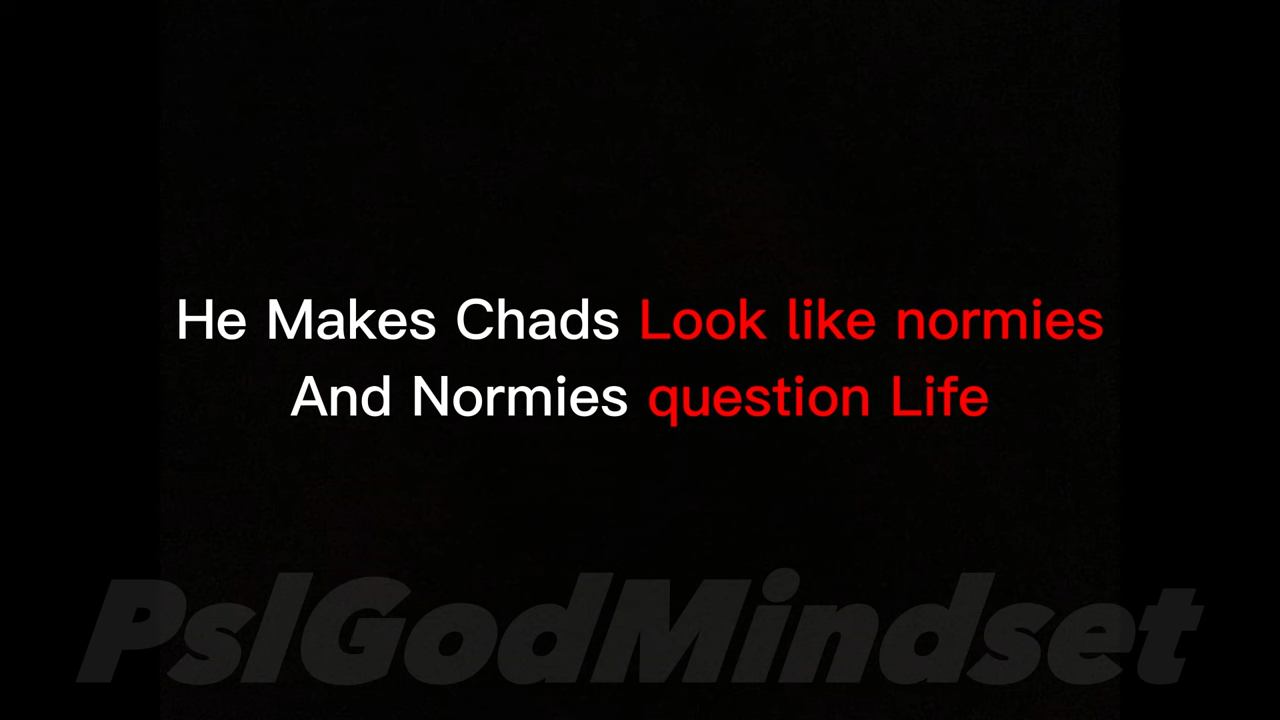 He Makes Chads Look like normies
And Normies question Life
PslGodMindset